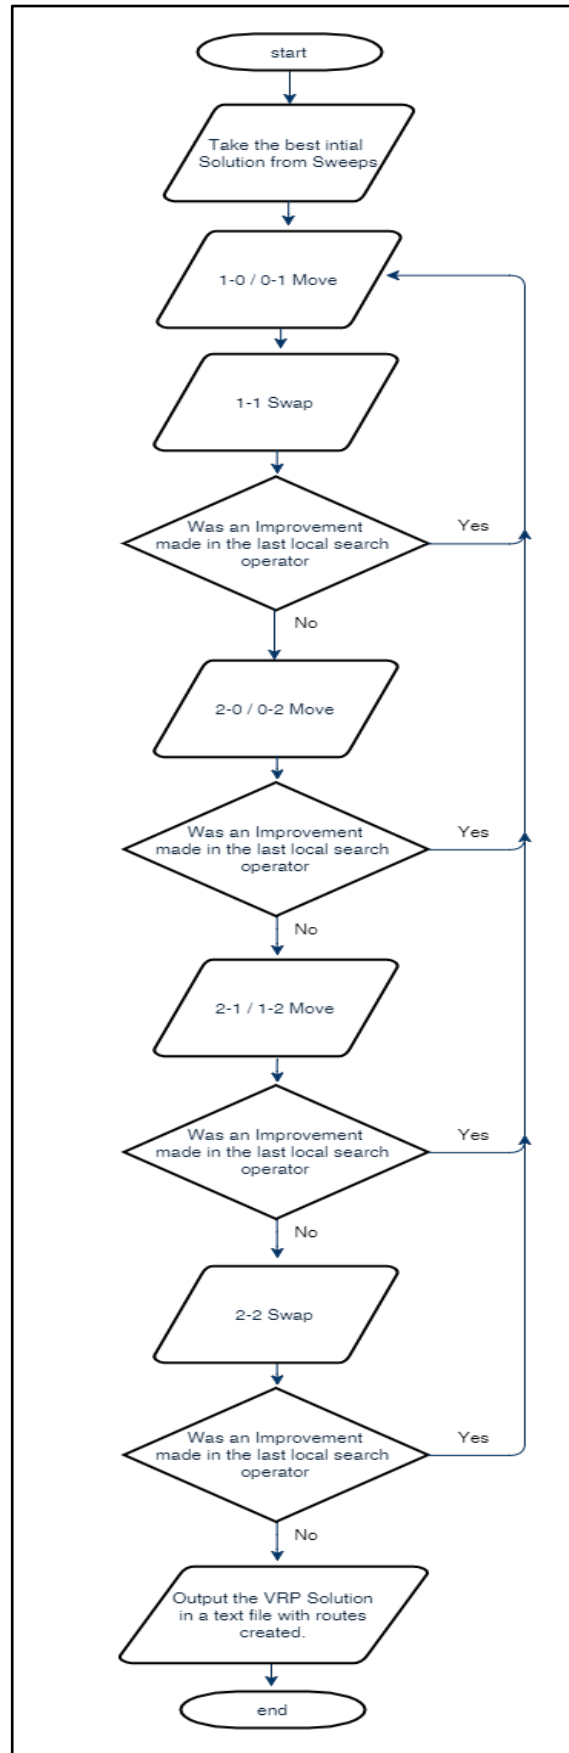 start
Take the best intial
Solution from Sweeps
1-0 / 0-1 Move
1-1 Swap
Was an Improvement
made in the last local search
operator
Yes
No
2-0 / 0-2 Move
Was an Improvement
made in the last local search
operator
Yes
No
2-1 / 1-2 Move
Was an Improvement
made in the last local search
operator
Yes
No
2-2 Swap
Was an Improvement
made in the last local search
operator
Yes
No
Output the VRP Solution
in a text file with routes
created.
end